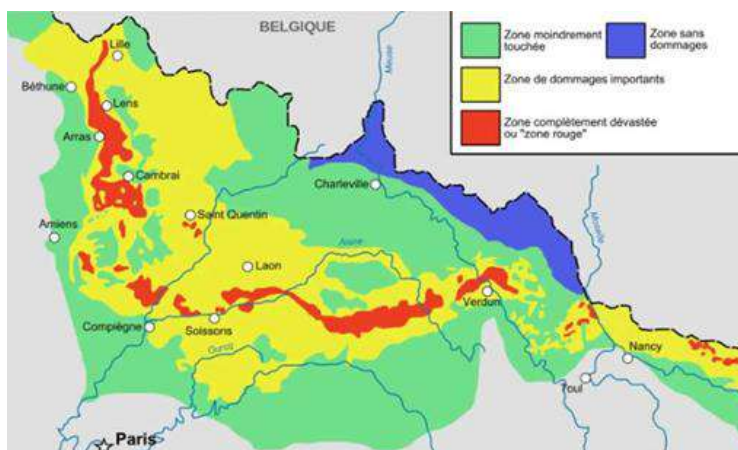 BELGIQUE
Zone moindrement
touchée
Zone sans
dommages
Zone de dommages importants
Zone complètement dévastée
ou "zone rouge"
Lille
Béthune
Lens
Arras
Cambrai
Meuse
Charleville
Amiens
Saint Quentin
Moselle
Aisne
Laon
Verdun
Compiègne
Soissons
Ourcq
Nancy
Toul
Paris